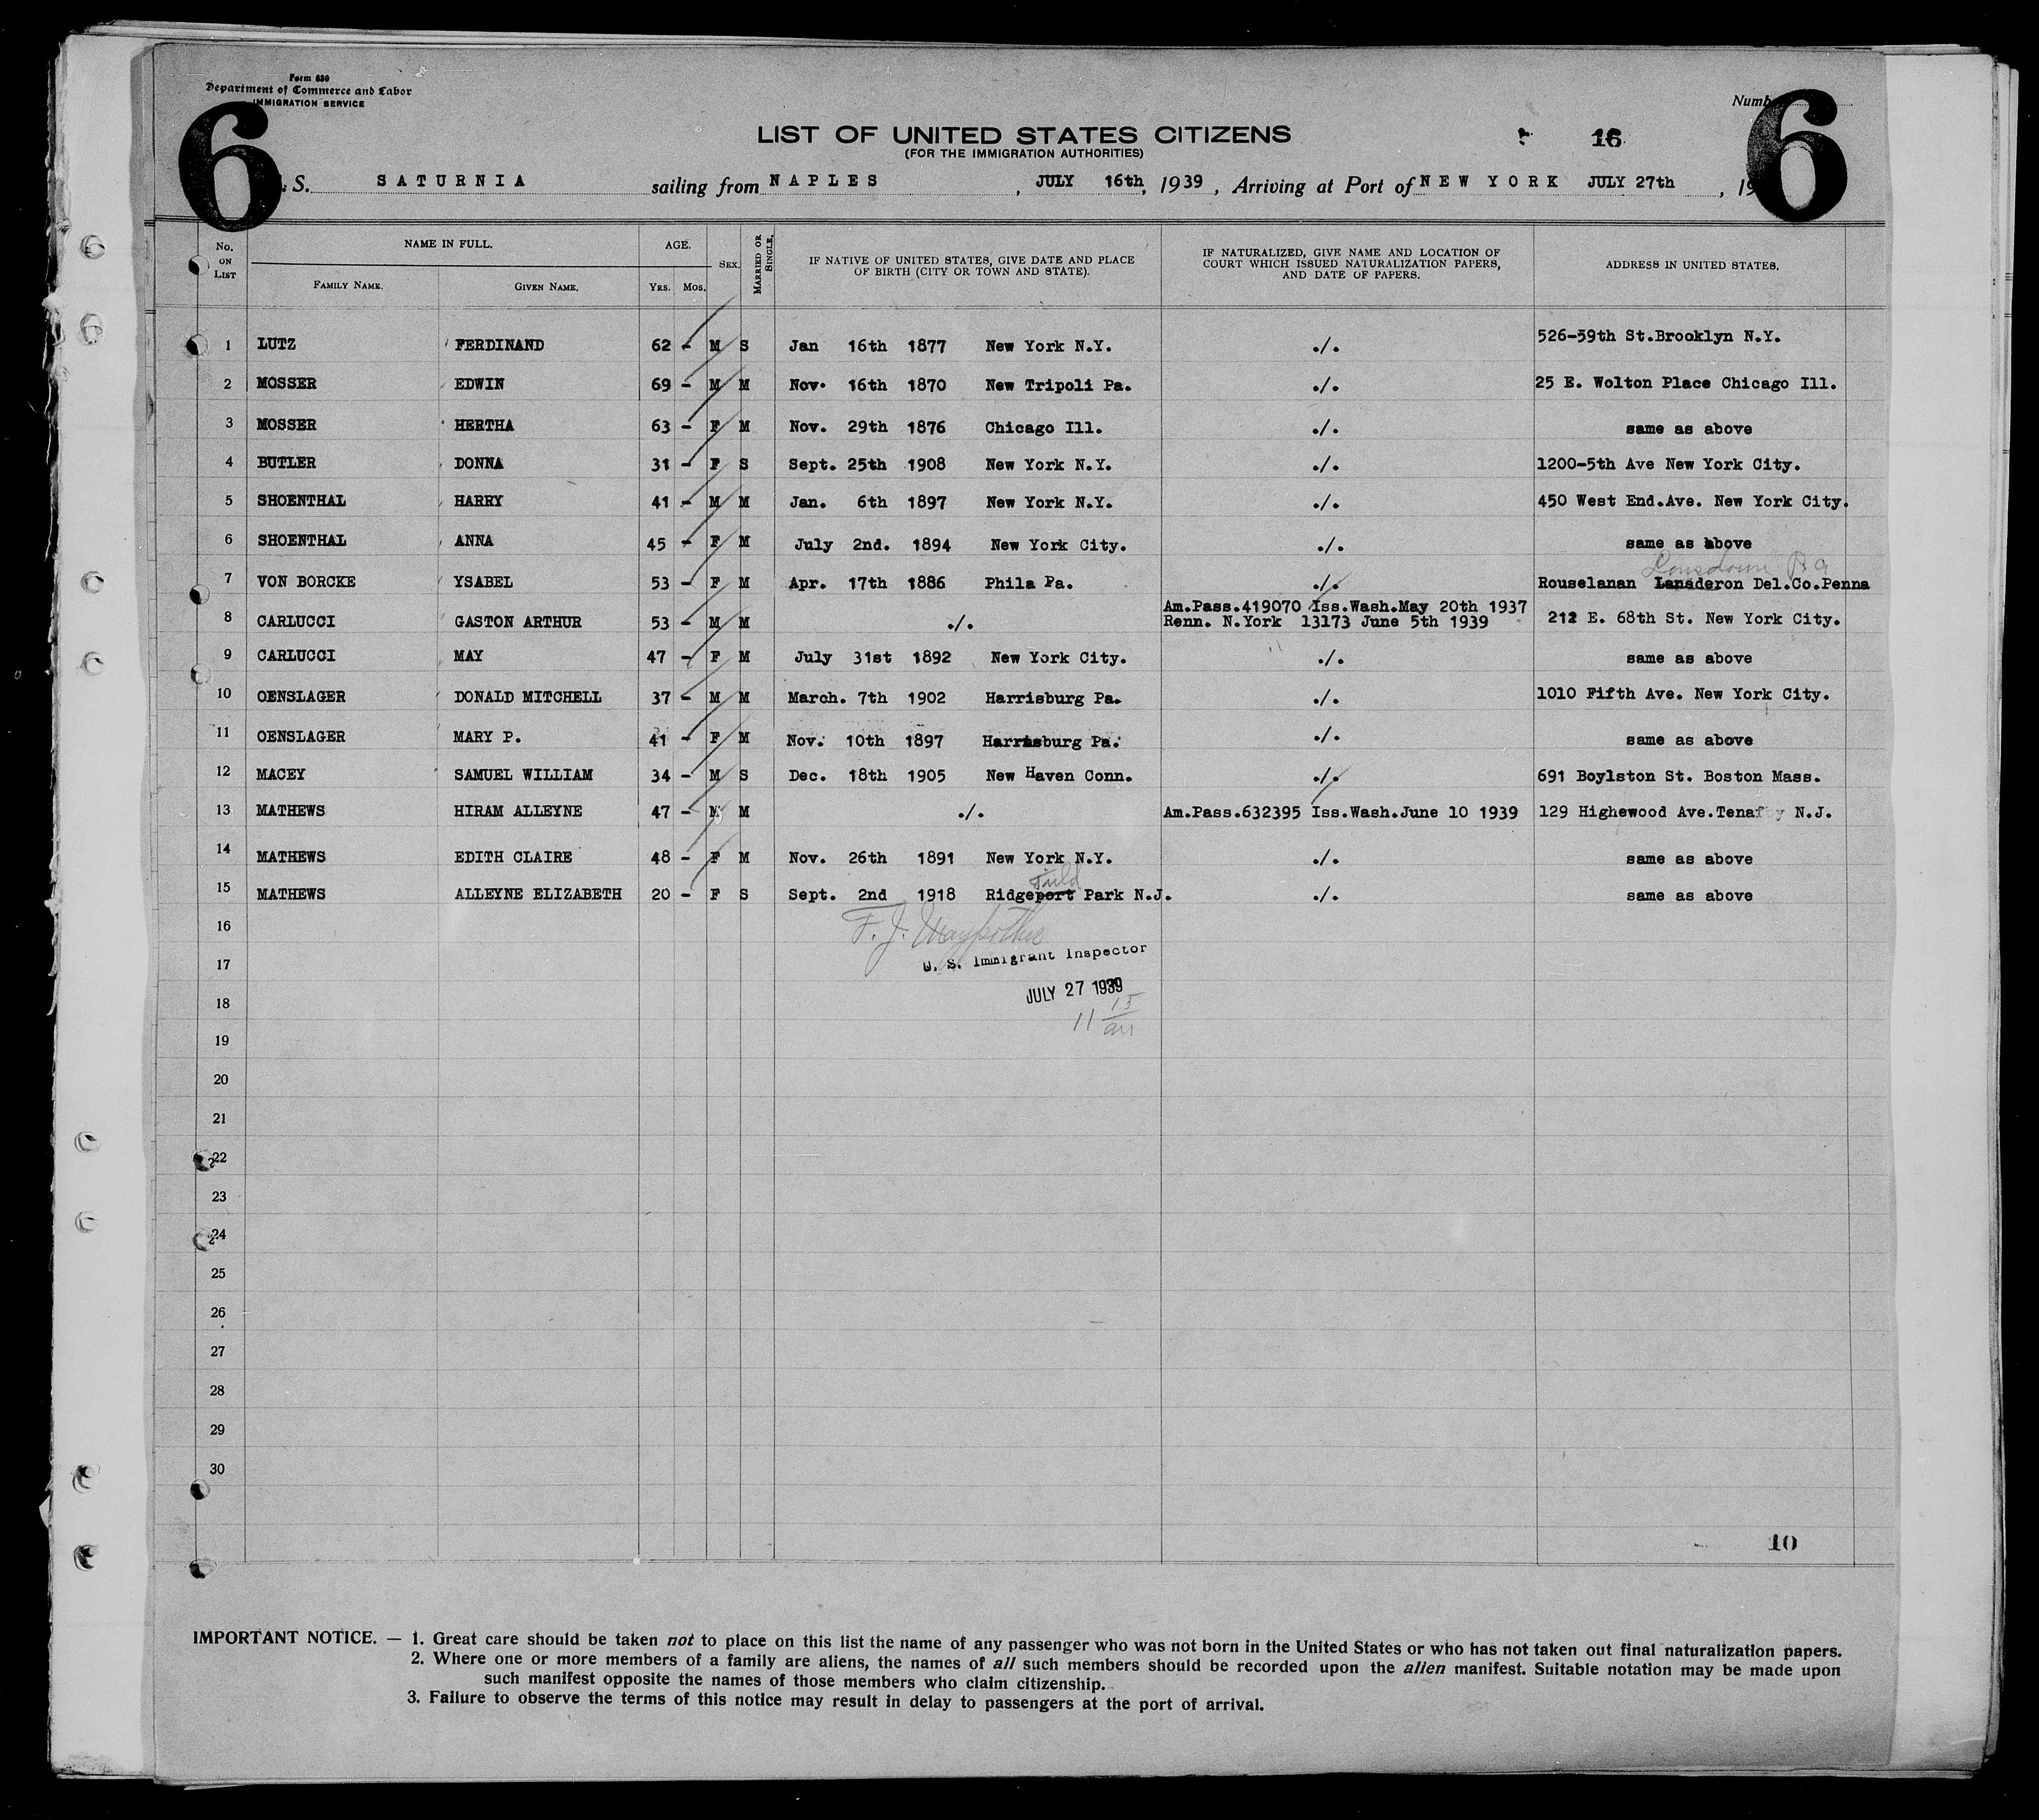 Form 630
Department of Commerce and Labor
IMMIGRATION SERVICE
Numb
6
6
LIST OF UNITED STATES CITIZENS
(FOR THE IMMIGRATION AUTHORITIES)
16
S. SATURNIA sailing from NAPLES, JULY 16th, 1939, Arriving at Port of NEW YORK JULY 27th, 19
No. ON LIST
NAME IN FULL.
FAMILY NAME.
GIVEN NAME.
AGE.
YRS. MOS.
SEX.
MARRIED OR SINGLE.
IF NATIVE OF UNITED STATES, GIVE DATE AND PLACE OF BIRTH (CITY OR TOWN AND STATE).
IF NATURALIZED, GIVE NAME AND LOCATION OF COURT WHICH ISSUED NATURALIZATION PAPERS, AND DATE OF PAPERS.
ADDRESS IN UNITED STATES.
1 LUTZ FERDINAND 62 - M S Jan 16th 1877 New York N.Y. ./. 526-59th St.Brooklyn N.Y.
2 MOSSER EDWIN 69 - M M Nov. 16th 1870 New Tripoli Pa. ./. 25 E. Wolton Place Chicago Ill.
3 MOSSER HERTHA 63 - F M Nov. 29th 1876 Chicago Ill. ./. same as above
4 BUTLER DONNA 31 - F S Sept. 25th 1908 New York N.Y. ./. 1200-5th Ave New York City.
5 SHOENTHAL HARRY 41 - M M Jan. 6th 1897 New York N.Y. ./. 450 West End.Ave. New York City.
6 SHOENTHAL ANNA 45 - F M July 2nd. 1894 New York City. ./. same as above
Lansdown Pa
7 VON BORCKE YSABEL 53 - F M Apr. 17th 1886 Phila Pa. ./. Rouselanan Lansderon Del.Co.Penna
Am.Pass.419070 Iss.Wash.May 20th 1937
8 CARLUCCI GASTON ARTHUR 53 - M M ./. Renn. N.York 13173 June 5th 1939 212 E. 68th St. New York City.
9 CARLUCCI MAY 47 - F M July 31st 1892 New York City. ./. same as above
10 OENSLAGER DONALD MITCHELL 37 - M M March. 7th 1902 Harrisburg Pa. ./. 1010 Fifth Ave. New York City.
11 OENSLAGER MARY P. 41 - F M Nov. 10th 1897 Harrisburg Pa. ./. same as above
12 MACEY SAMUEL WILLIAM 34 - M S Dec. 18th 1905 New Haven Conn. ./. 691 Boylston St. Boston Mass.
13 MATHEWS HIRAM ALLEYNE 47 - M M ./. Am.Pass.632395 Iss.Wash.June 10 1939 129 Highewood Ave.Tenafly N.J.
14 MATHEWS EDITH CLAIRE 48 - F M Nov. 26th 1891 New York N.Y. ./. same as above
field
15 MATHEWS ALLEYNE ELIZABETH 20 - F S Sept. 2nd 1918 Ridgeport Park N.J. ./. same as above
16
F. J.
17
U. S. Immigrant Inspector
JULY 27 1939
18
11 15 am
19
20
21
22
23
24
25
26
27
28
29
30
10
IMPORTANT NOTICE. — 1. Great care should be taken not to place on this list the name of any passenger who was not born in the United States or who has not taken out final naturalization papers.
2. Where one or more members of a family are aliens, the names of all such members should be recorded upon the alien manifest. Suitable notation may be made upon
such manifest opposite the names of those members who claim citizenship.
3. Failure to observe the terms of this notice may result in delay to passengers at the port of arrival.